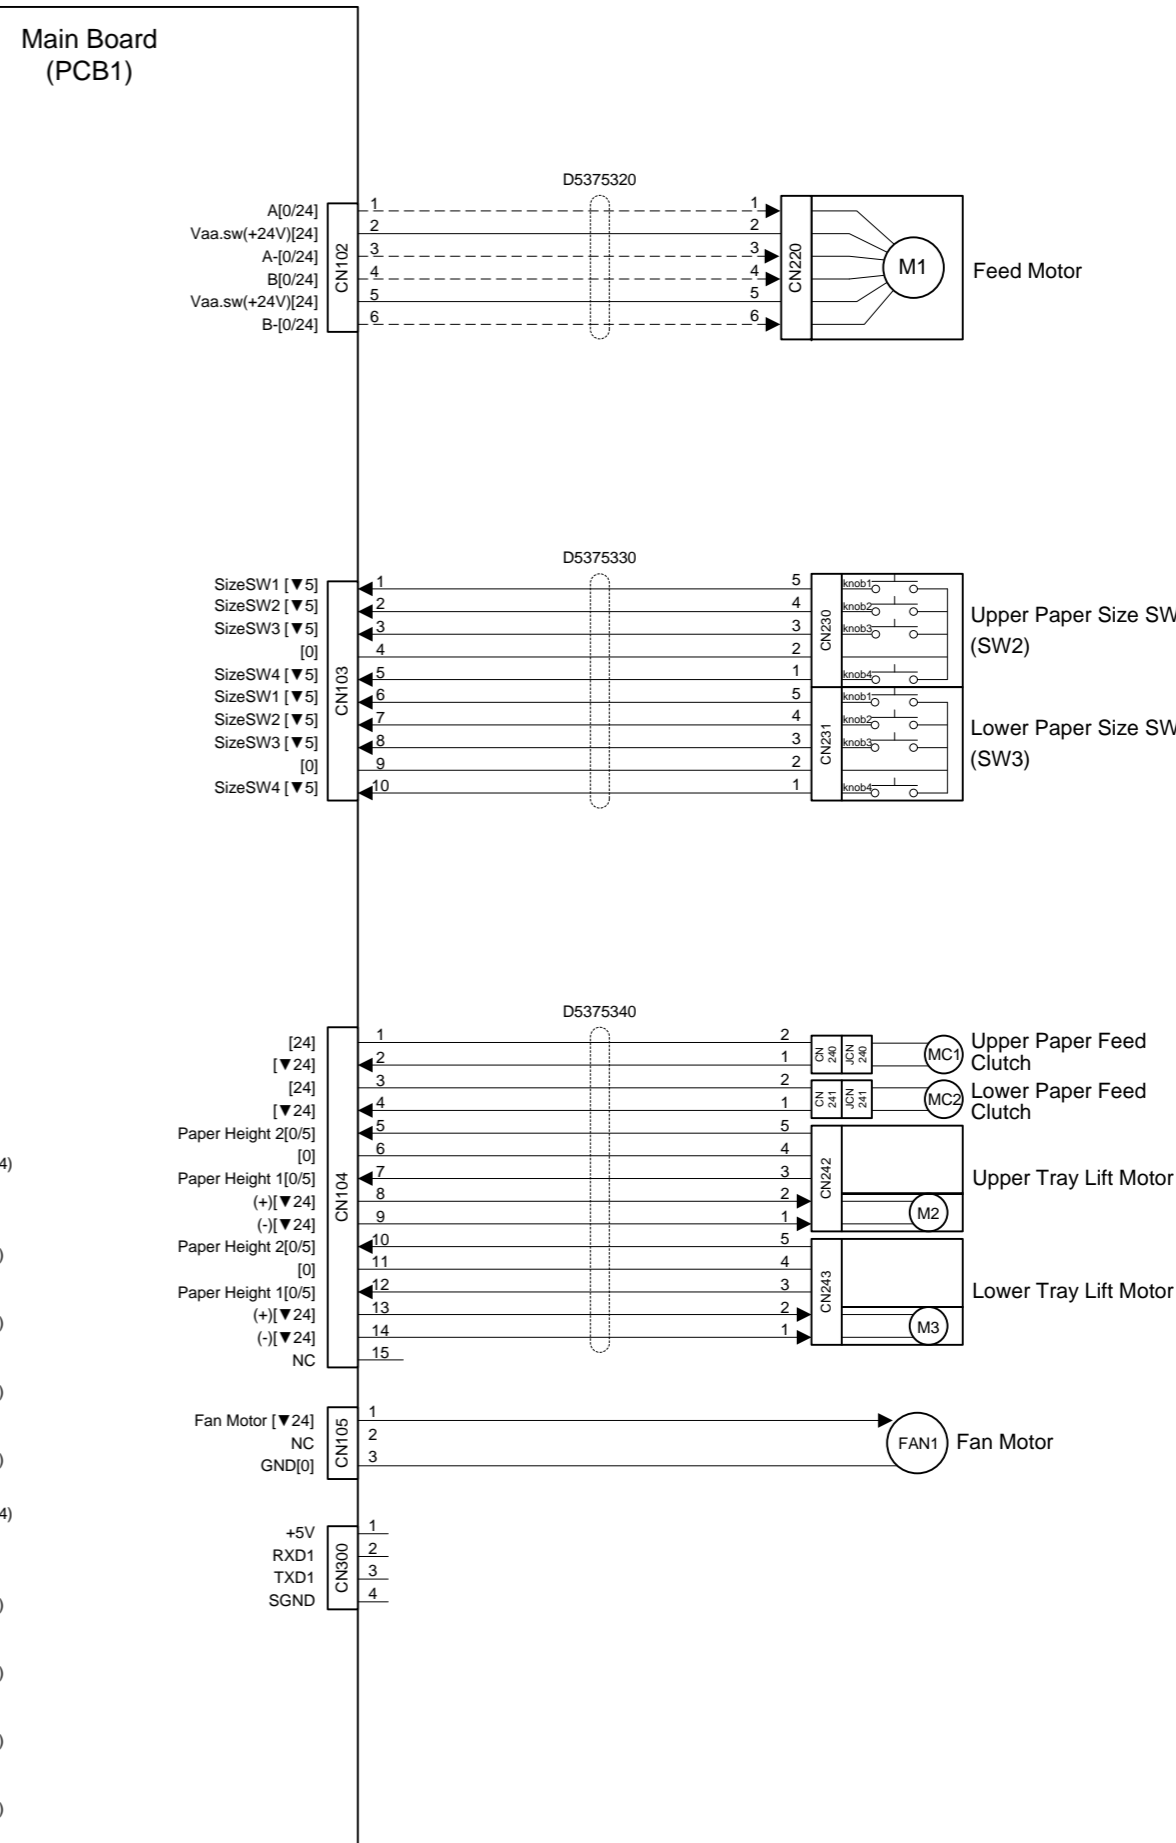 Main Board
(PCB1)
D5375320
A[0/24] 1 1
Vaa.sw(+24V)[24] 2 2
A-[0/24] 3 3
B[0/24] 4 4
Vaa.sw(+24V)[24] 5 5
B-[0/24] 6 6
CN102
CN220
M1
Feed Motor
D5375330
SizeSW1 [▼5] 1 5 knob1
SizeSW2 [▼5] 2 4 knob2
SizeSW3 [▼5] 3 3 knob3
[0] 4 2
SizeSW4 [▼5] 5 1 knob4
SizeSW1 [▼5] 6 5 knob1
SizeSW2 [▼5] 7 4 knob2
SizeSW3 [▼5] 8 3 knob3
[0] 9 2
SizeSW4 [▼5] 10 1 knob4
CN103
CN230
CN231
Upper Paper Size SW
(SW2)
Lower Paper Size SW
(SW3)
D5375340
[24] 1 2
[▼24] 2 1
[24] 3 2
[▼24] 4 1
Paper Height 2[0/5] 5 5
[0] 6 4
Paper Height 1[0/5] 7 3
(+)[▼24] 8 2
(-)[▼24] 9 1
Paper Height 2[0/5] 10 5
[0] 11 4
Paper Height 1[0/5] 12 3
(+)[▼24] 13 2
(-)[▼24] 14 1
NC 15
CN104
CN
240
JCN
240
MC1
Upper Paper Feed
Clutch
CN
241
JCN
241
MC2
Lower Paper Feed
Clutch
CN242
M2
Upper Tray Lift Motor
CN243
M3
Lower Tray Lift Motor
Fan Motor [▼24] 1
NC 2
GND[0] 3
CN105
FAN1
Fan Motor
+5V 1
RXD1 2
TXD1 3
SGND 4
CN300
4)
)
)
)
)
4)
)
)
)
)